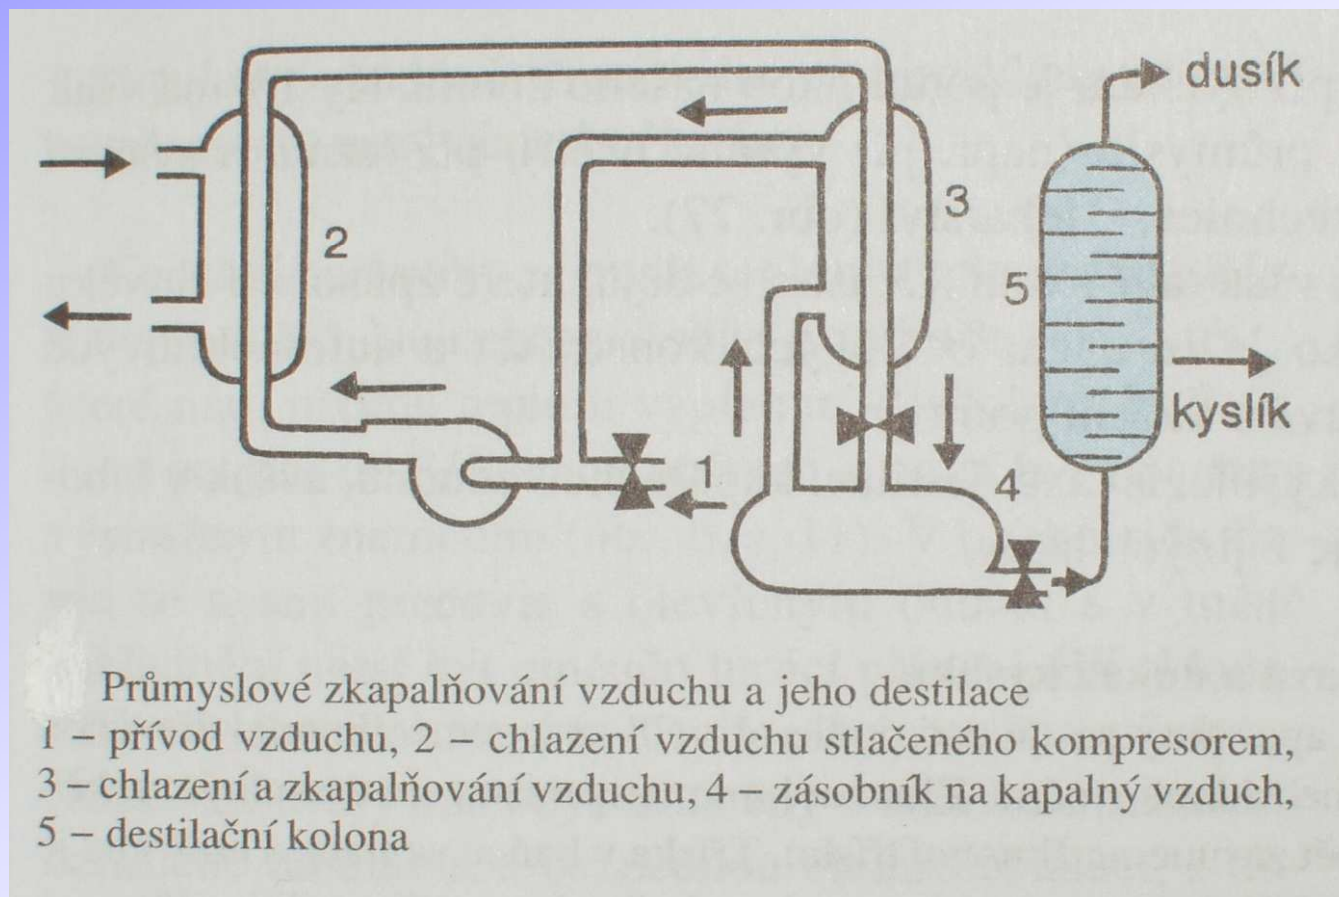 dusík
3
2
5
kyslík
1
4
Průmyslové zkapalňování vzduchu a jeho destilace
1 – přívod vzduchu, 2 – chlazení vzduchu stlačeného kompresorem,
3 – chlazení a zkapalňování vzduchu, 4 – zásobník na kapalný vzduch,
5 – destilační kolona